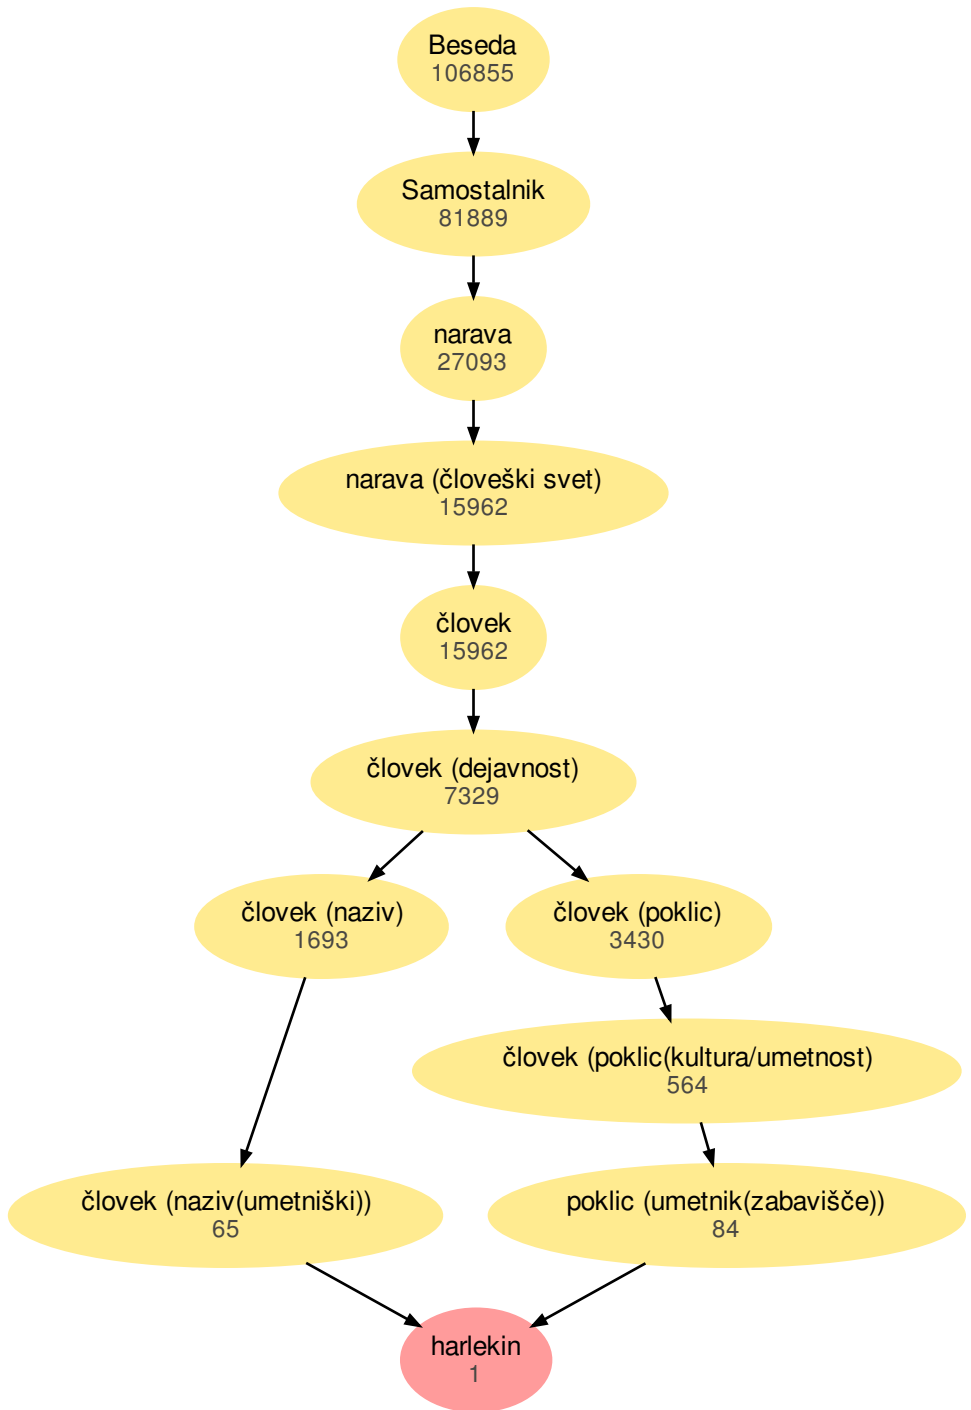 Beseda
106855
Samostalnik
81889
narava
27093
narava (človeški svet)
15962
človek
15962
človek (dejavnost)
7329
človek (naziv)
1693
človek (poklic)
3430
človek (poklic(kultura/umetnost)
564
človek (naziv(umetniški))
65
poklic (umetnik(zabavišče))
84
harlekin
1